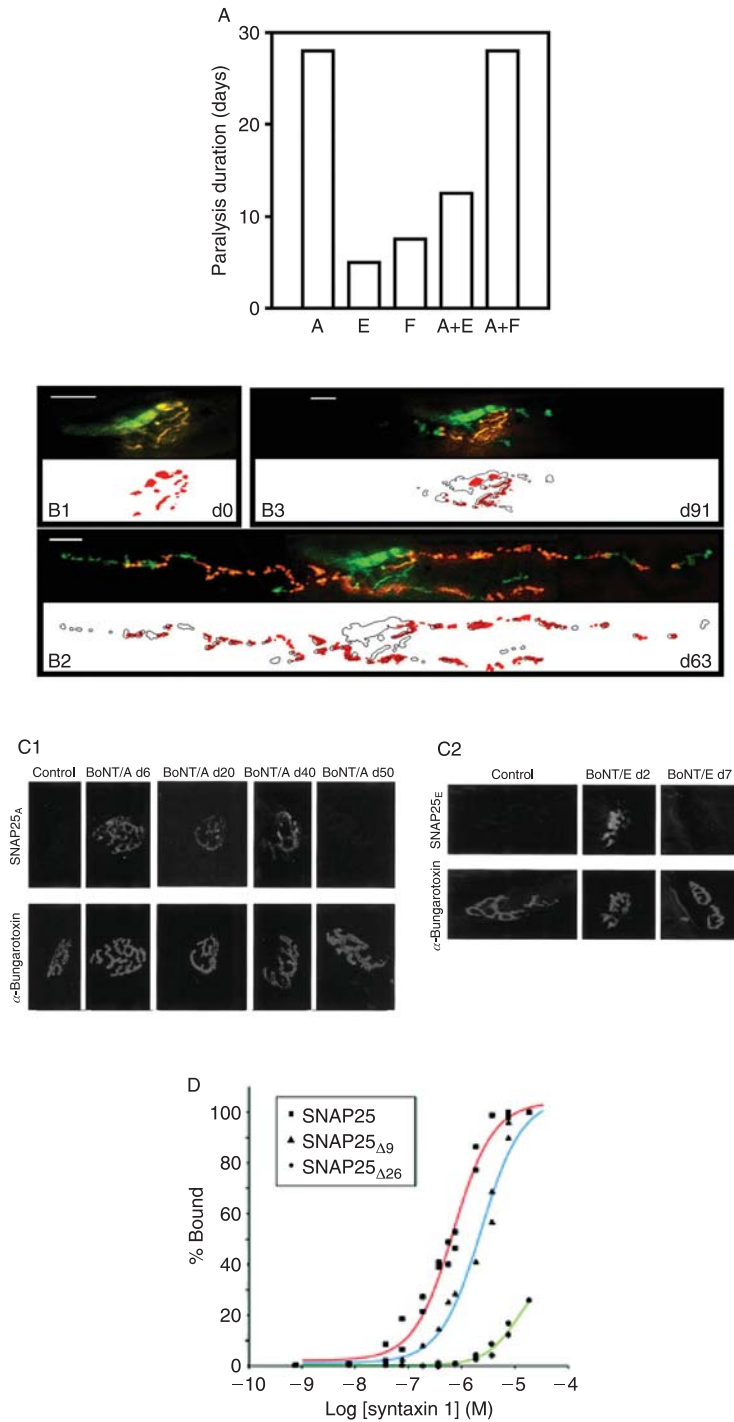 A
30
20
10
0
Paralysis duration (days)
A E F A+E A+F
B1 d0
B3 d91
B2 d63
C1
Control BoNT/A d6 BoNT/A d20 BoNT/A d40 BoNT/A d50
SNAP25A
α-Bungarotoxin
C2
Control BoNT/E d2 BoNT/E d7
SNAP25E
α-Bungarotoxin
D
SNAP25
SNAP25Δ9
SNAP25Δ26
100
80
60
40
20
0
% Bound
−10 −9 −8 −7 −6 −5 −4
Log [syntaxin 1] (M)